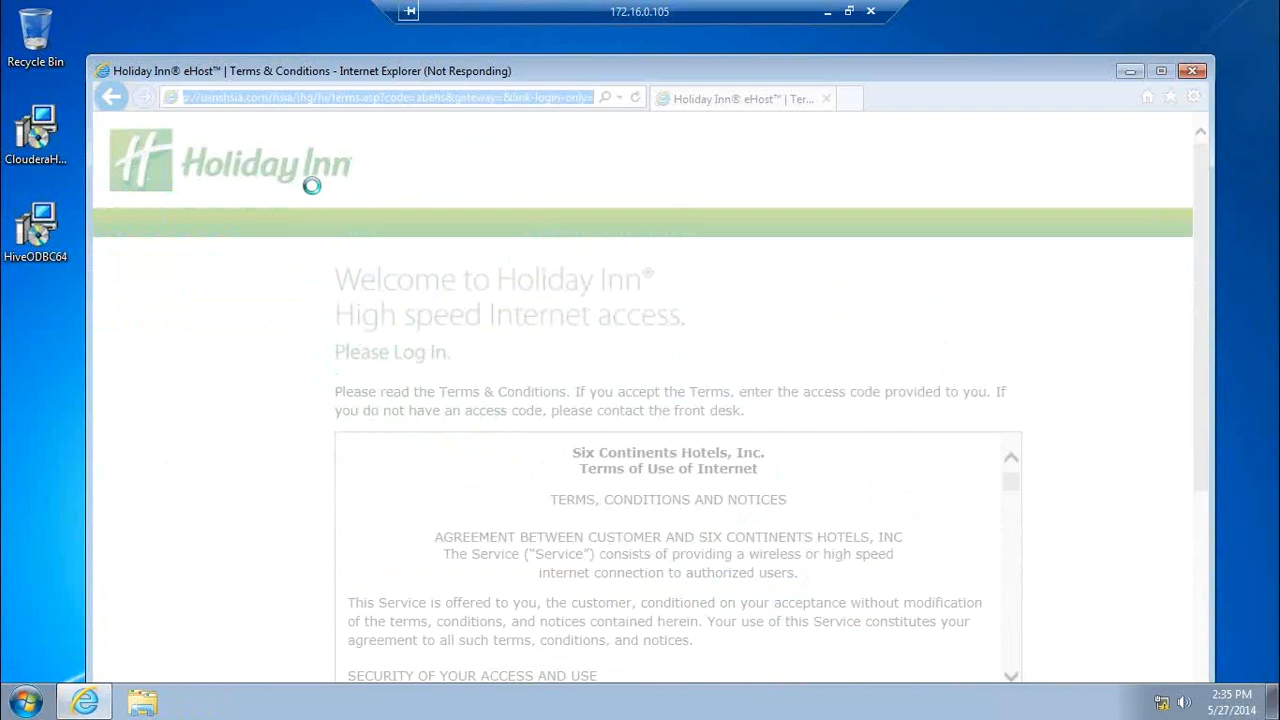 172.16.0.105
Recycle Bin
Holiday Inn® eHost™ | Terms & Conditions - Internet Explorer (Not Responding)
Holiday Inn® eHost™ | Ter...
H Holiday Inn
ClouderaH...
HiveODBC64
Welcome to Holiday Inn®
High speed Internet access.
Please Log In.
Please read the Terms & Conditions. If you accept the Terms, enter the access code provided to you. If
you do not have an access code, please contact the front desk.
Six Continents Hotels, Inc.
Terms of Use of Internet
TERMS, CONDITIONS AND NOTICES
AGREEMENT BETWEEN CUSTOMER AND SIX CONTINENTS HOTELS, INC
The Service (“Service”) consists of providing a wireless or high speed
internet connection to authorized users.
This Service is offered to you, the customer, conditioned on your acceptance without modification
of the terms, conditions, and notices contained herein. Your use of this Service constitutes your
agreement to all such terms, conditions, and notices.
SECURITY OF YOUR ACCESS AND USE
2:35 PM
5/27/2014